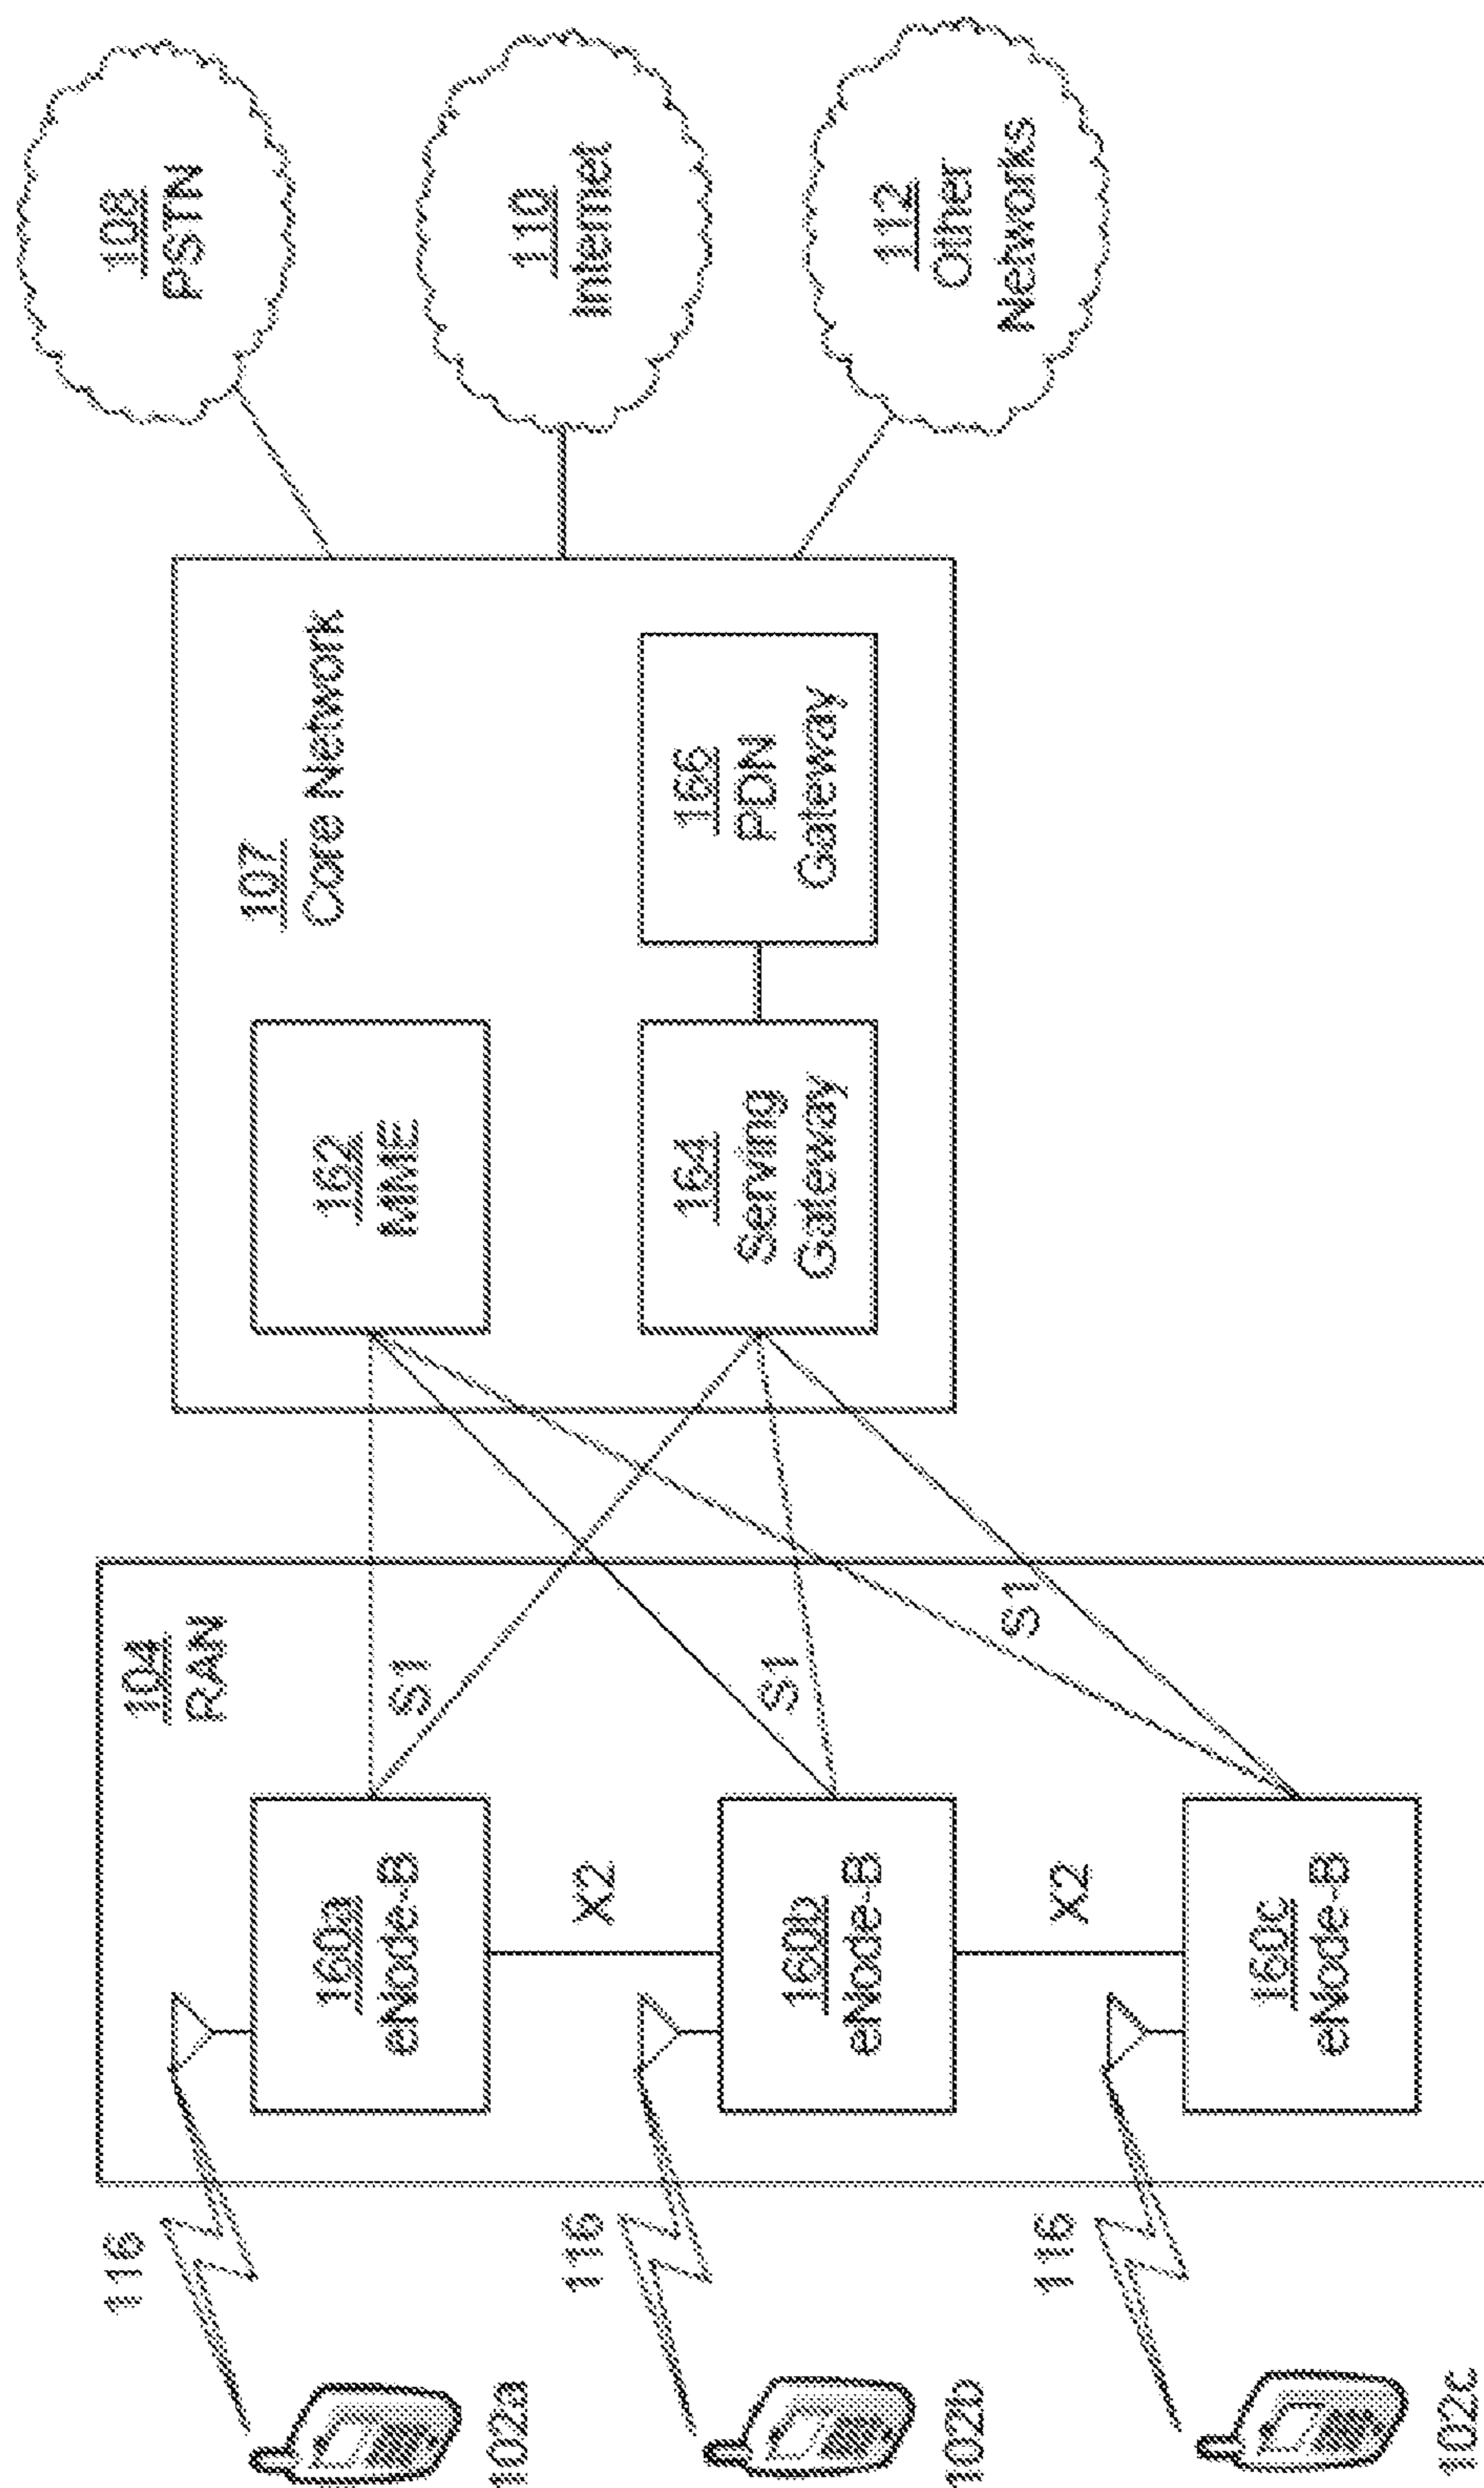 116
102a
116
102b
116
102c
104
RAN
160a
eNode-B
X2
160b
eNode-B
X2
160c
eNode-B
S1
S1
S1
107
Core Network
162
MME
164
Serving
Gateway
166
PDN
Gateway
108
PSTN
110
Internet
112
Other
Networks